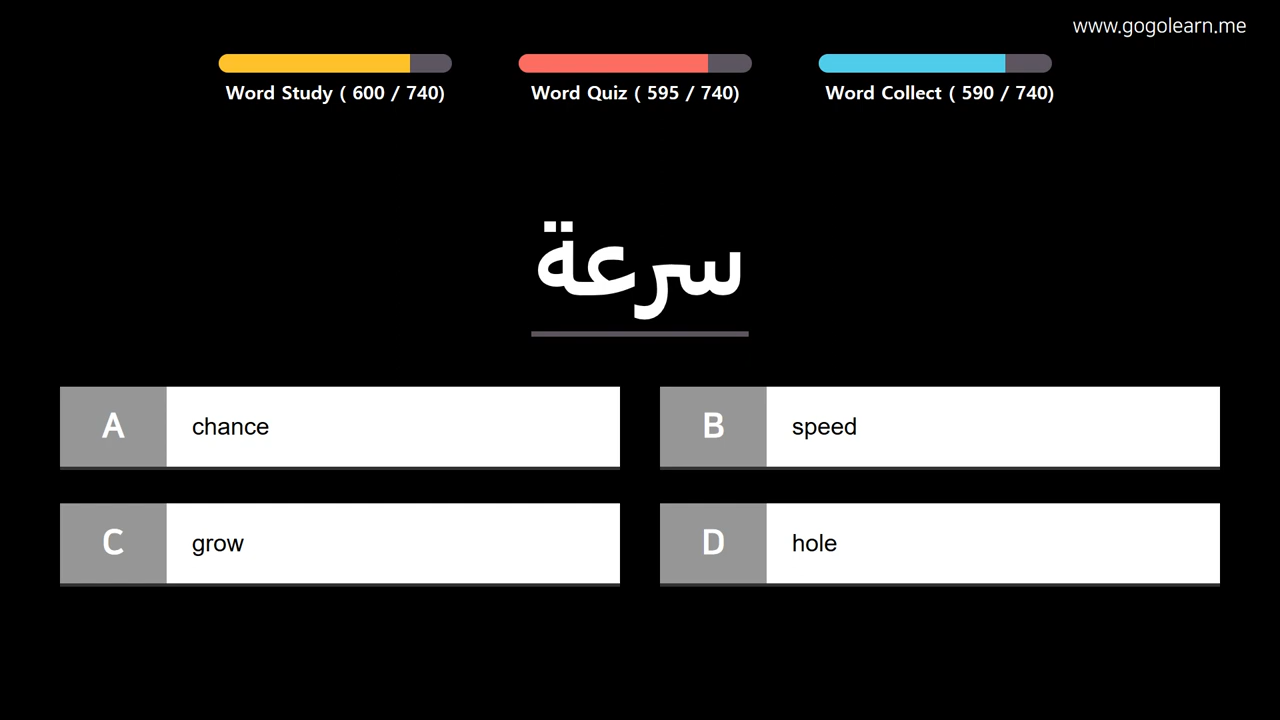 www.gogolearn.me
Word Study ( 600 / 740)
Word Quiz ( 595 / 740)
Word Collect ( 590 / 740)
سرعة
A chance
B speed
C grow
D hole